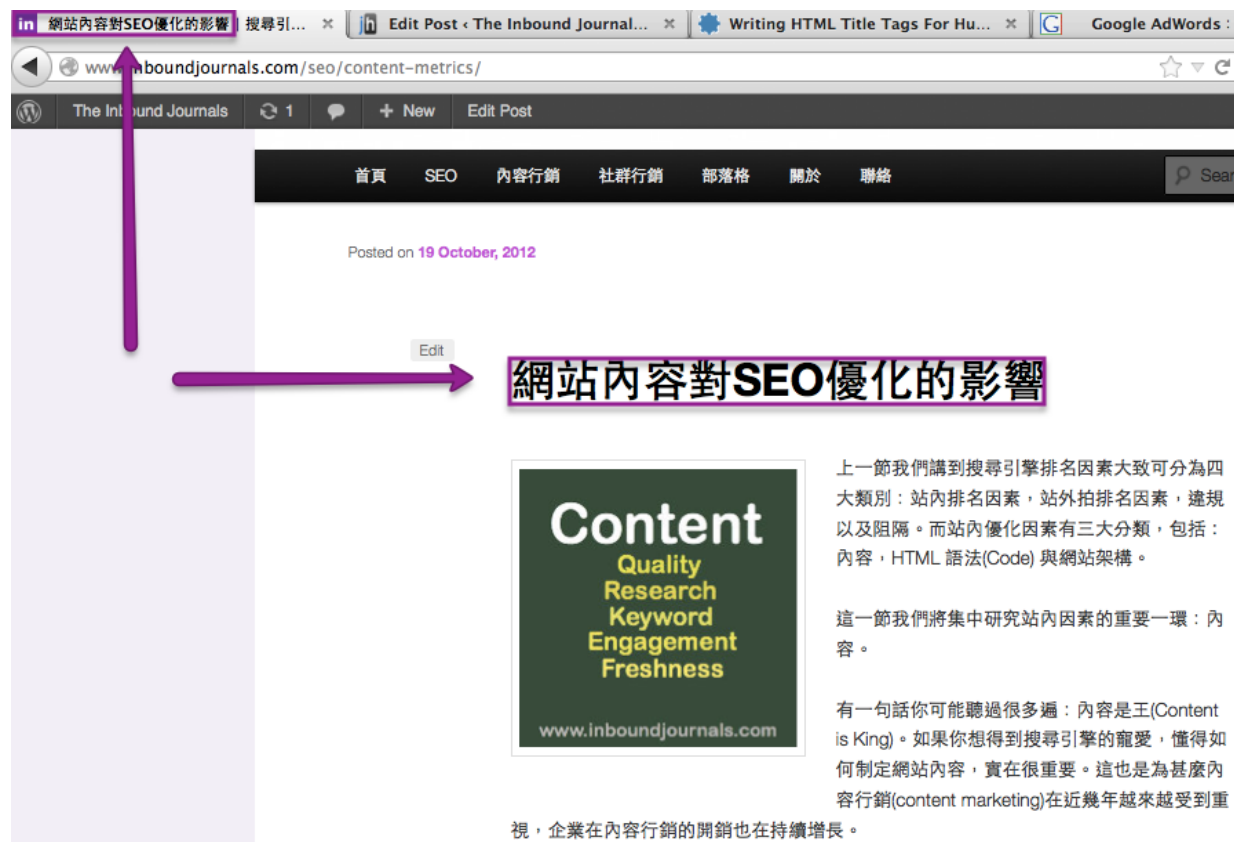 in 網站內容對SEO優化的影響 | 搜尋引...
Edit Post ‹ The Inbound Journal...
Writing HTML Title Tags For Hu...
G Google AdWords :
inboundjournals.com/seo/content-metrics/
The Inbound Journals 1 + New Edit Post
首頁 SEO 內容行銷 社群行銷 部落格 關於 聯絡 Sear
Posted on 19 October, 2012
Edit
網站內容對SEO優化的影響
Content
Quality
Research
Keyword
Engagement
Freshness
www.inboundjournals.com
上一節我們講到搜尋引擎排名因素大致可分為四
大類別：站內排名因素，站外拍排名因素，違規
以及阻隔。而站內優化因素有三大分類，包括：
內容，HTML 語法(Code) 與網站架構。
這一節我們將集中研究站內因素的重要一環：內
容。
有一句話你可能聽過很多遍：內容是王(Content
is King)。如果你想得到搜尋引擎的寵愛，懂得如
何制定網站內容，實在很重要。這也是為甚麼內
容行銷(content marketing)在近幾年越來越受到重
視，企業在內容行銷的開銷也在持續增長。